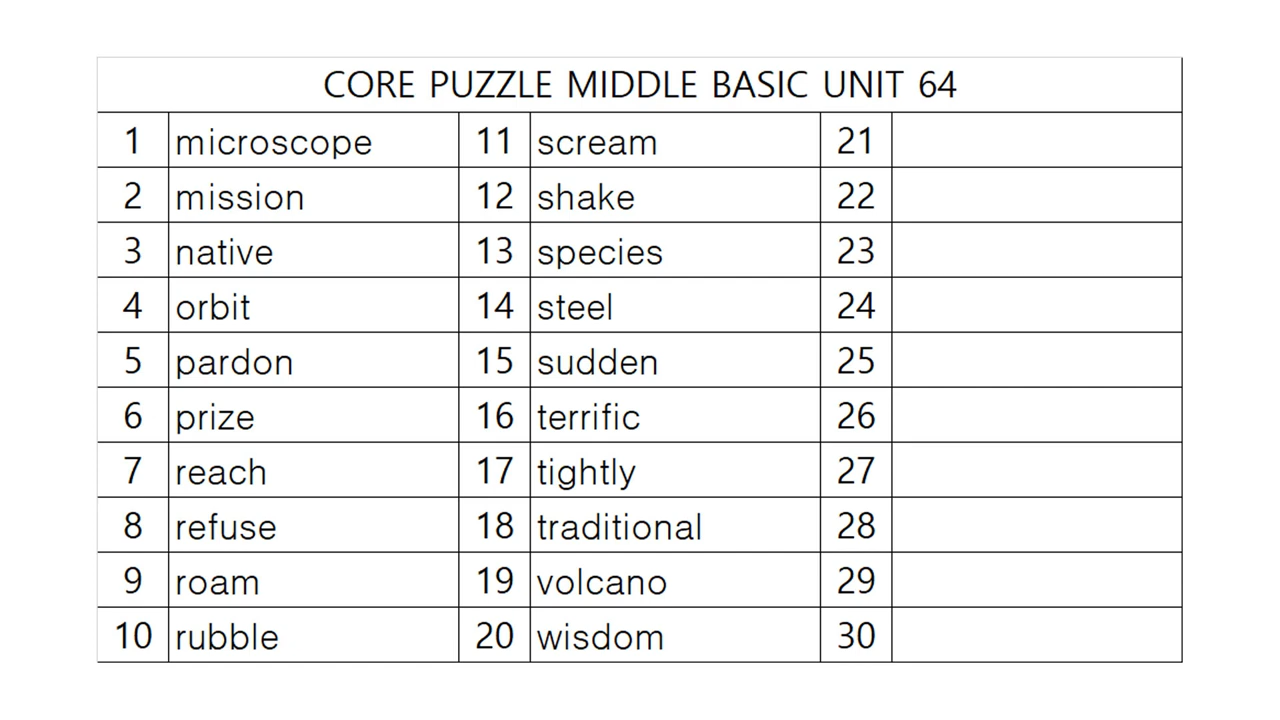 CORE PUZZLE MIDDLE BASIC UNIT 64
1 microscope 11 scream 21
2 mission 12 shake 22
3 native 13 species 23
4 orbit 14 steel 24
5 pardon 15 sudden 25
6 prize 16 terrific 26
7 reach 17 tightly 27
8 refuse 18 traditional 28
9 roam 19 volcano 29
10 rubble 20 wisdom 30